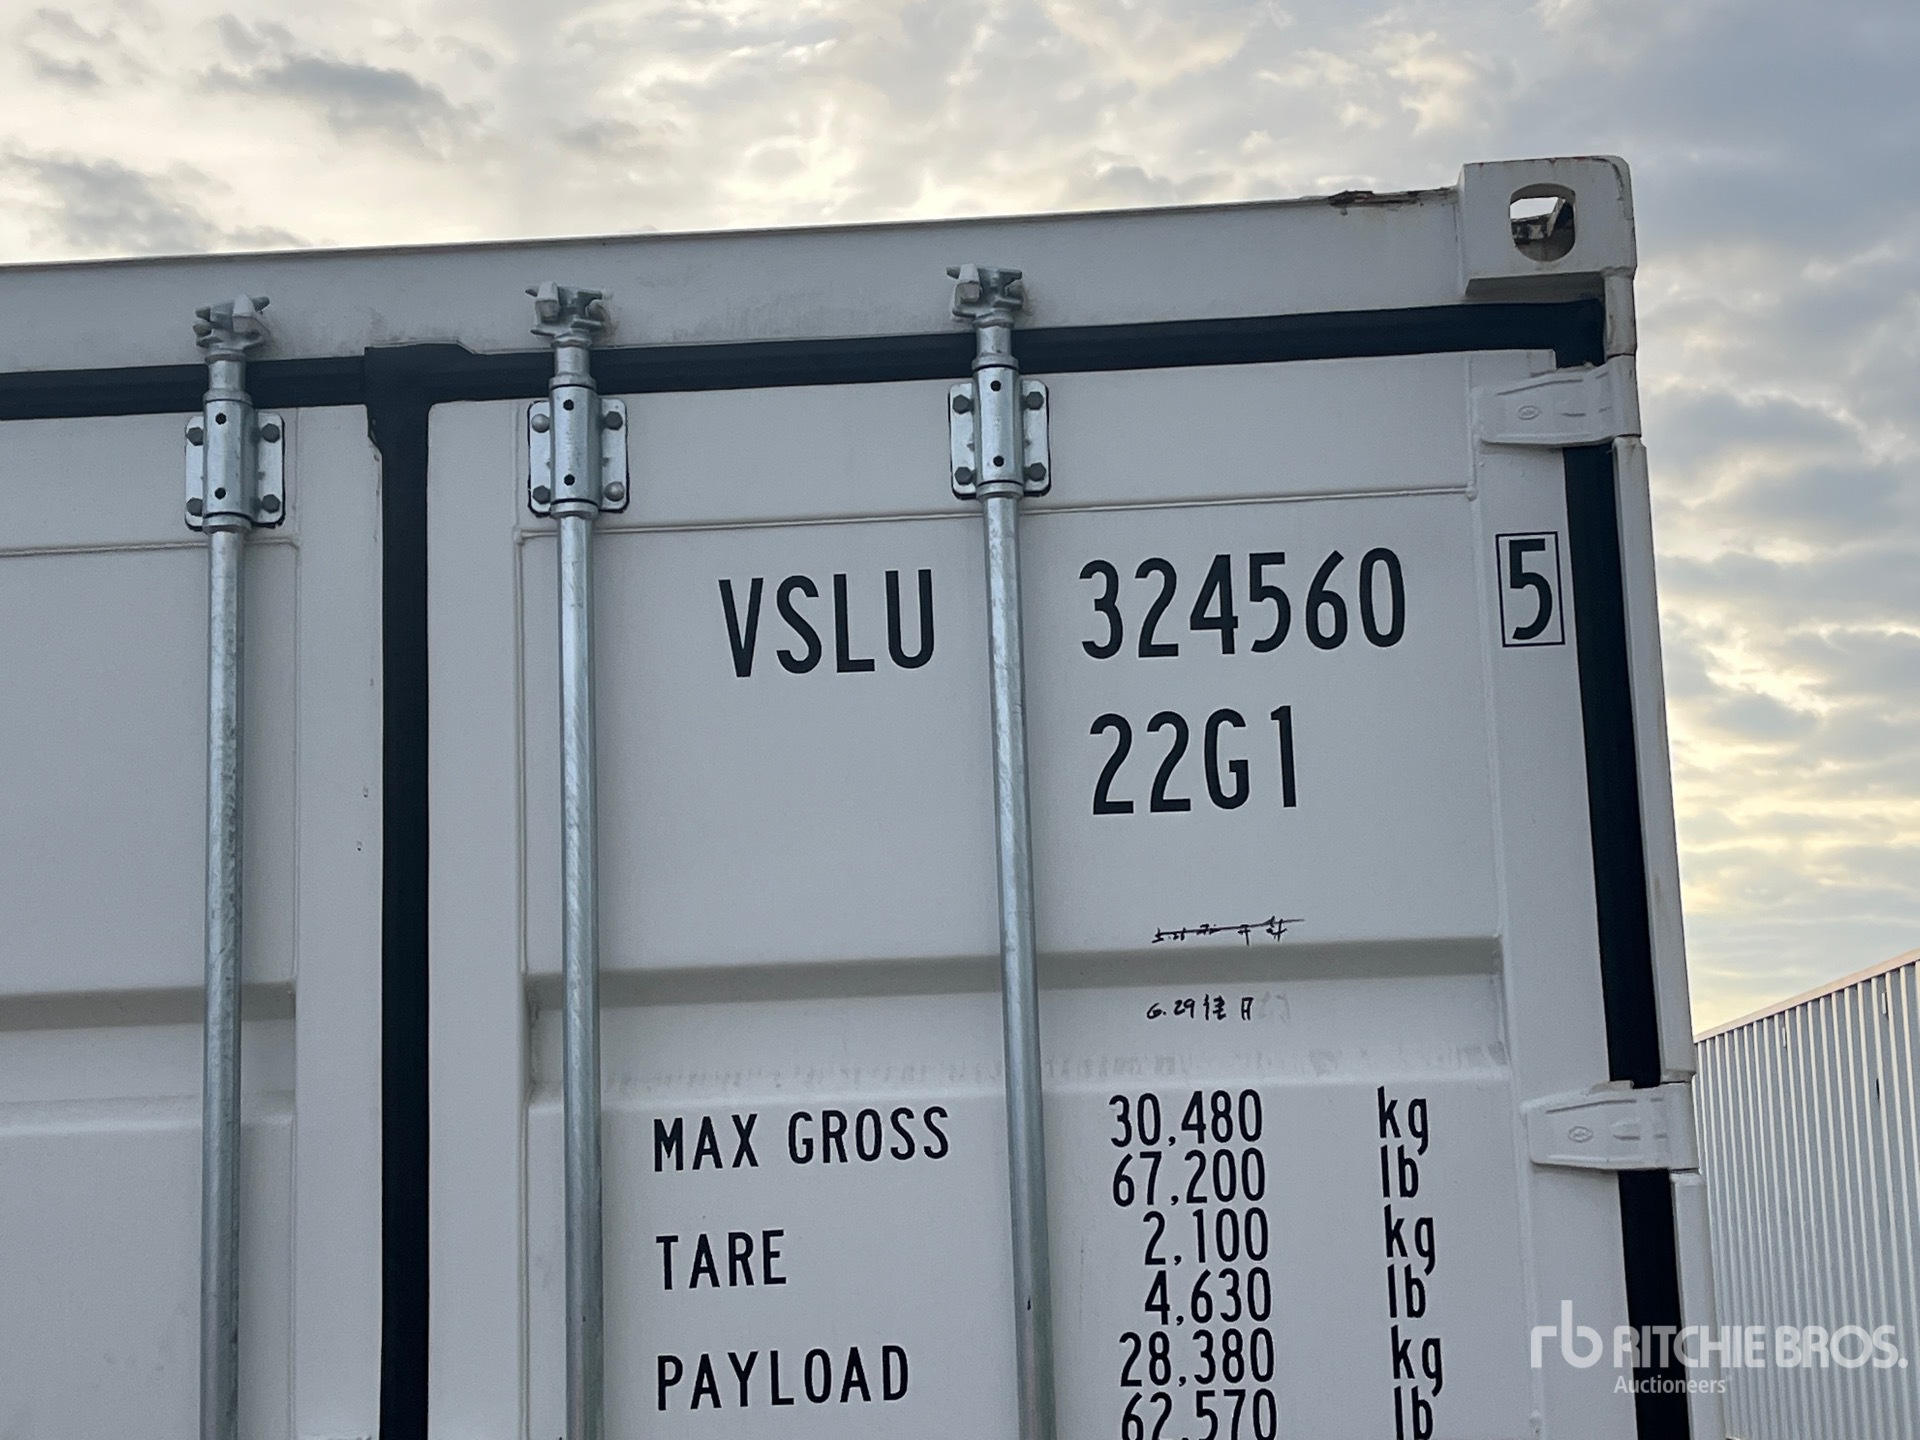 VSLU 324560 5
22G1
6.29
MAX GROSS 30,480 kg
67,200 lb
TARE 2,100 kg
4,630 lb
PAYLOAD 28,380 kg
62,570 lb
rb RITCHIE BROS.
Auctioneers